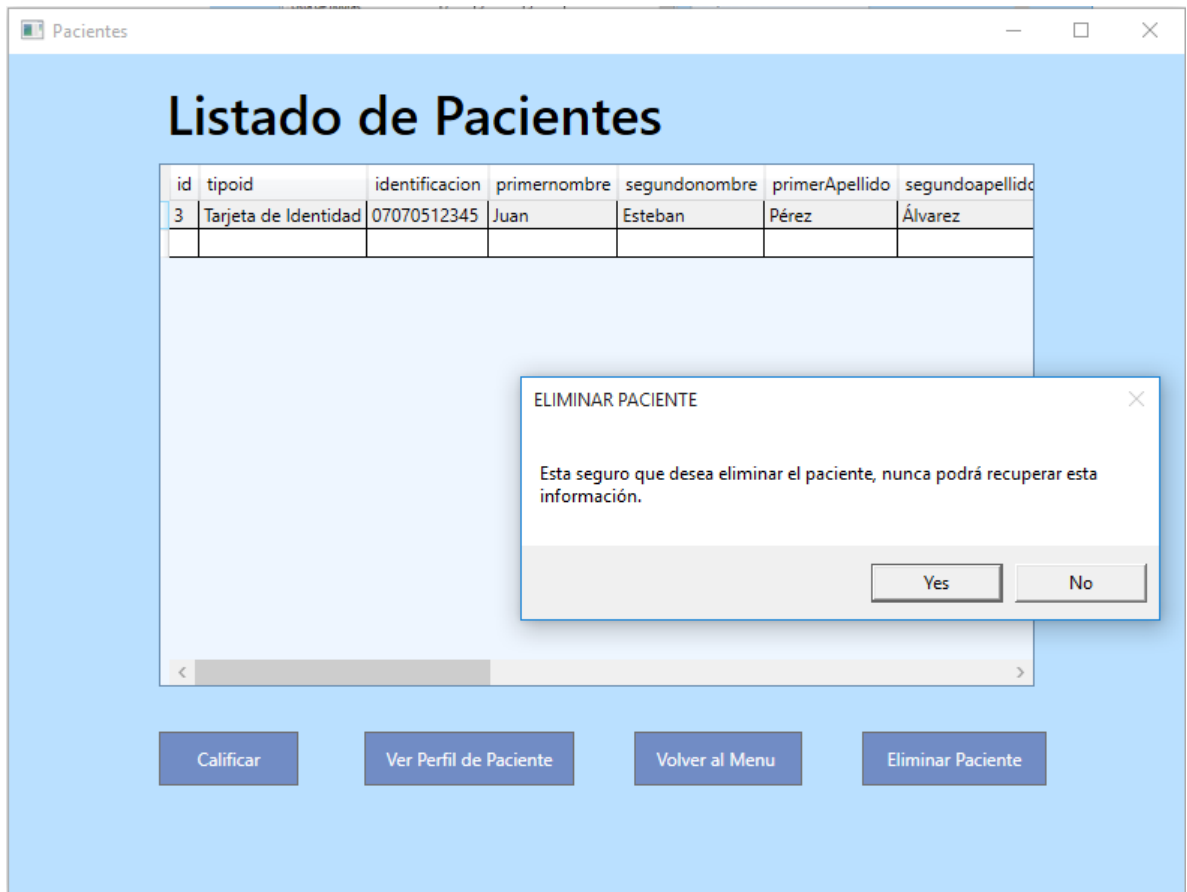 Pacientes
Listado de Pacientes
id tipoid identificacion primernombre segundonombre primerApellido segundoapellido
3 Tarjeta de Identidad 07070512345 Juan Esteban Pérez Álvarez
ELIMINAR PACIENTE
Esta seguro que desea eliminar el paciente, nunca podrá recuperar esta
información.
Yes No
Calificar Ver Perfil de Paciente Volver al Menu Eliminar Paciente